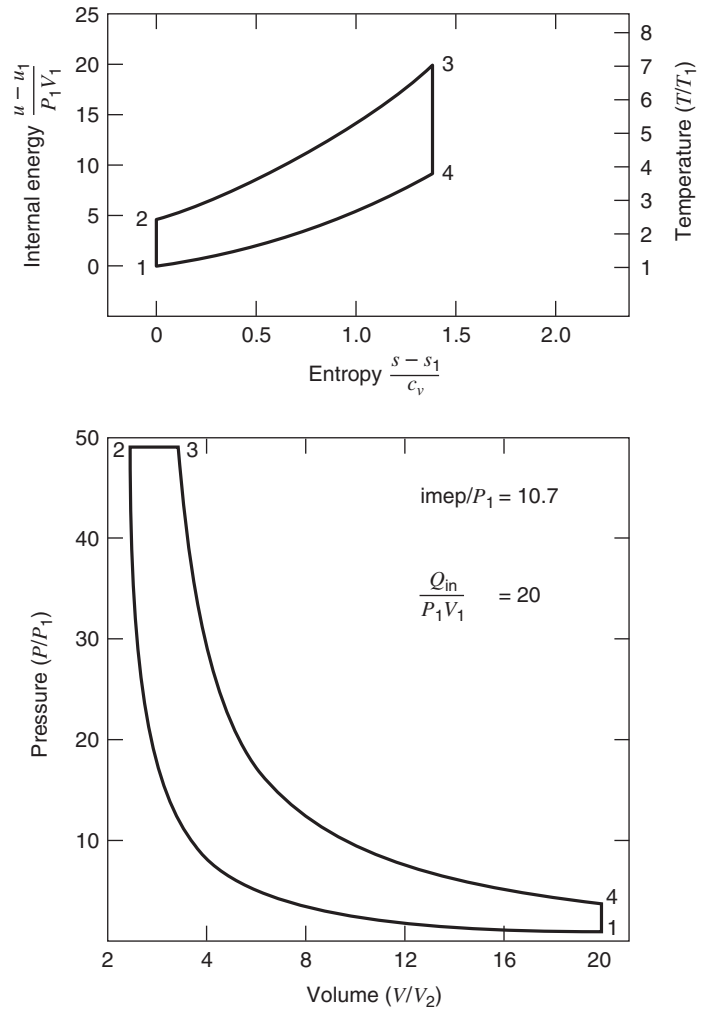 25
20
15
10
5
0
Internal energy (u − u₁)/(P₁V₁)
8
7
6
5
4
3
2
1
Temperature (T/T₁)
3
4
2
1
0 0.5 1.0 1.5 2.0
Entropy (s − s₁)/(cᵥ)
50
40
30
20
10
Pressure (P/P₁)
2 3
imep/P₁ = 10.7
Qin/(P₁V₁) = 20
4
1
2 4 8 12 16 20
Volume (V/V₂)